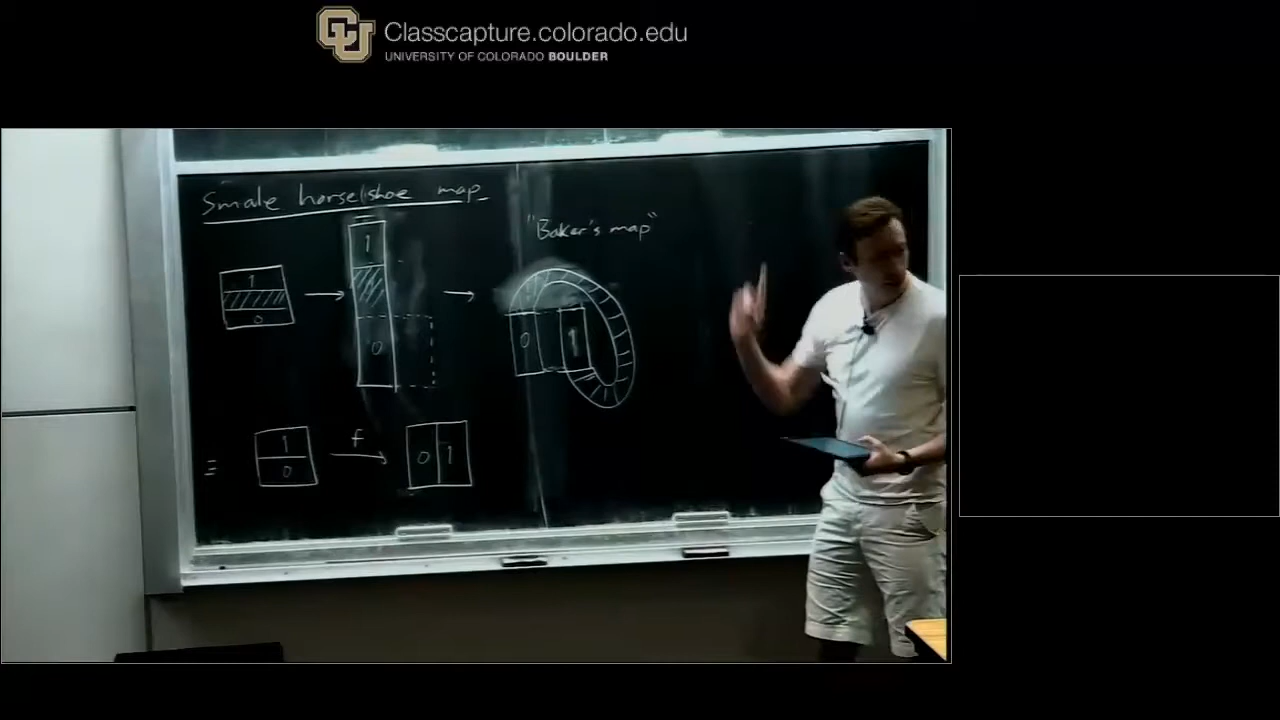 CU
Classcapture.colorado.edu
UNIVERSITY OF COLORADO BOULDER
Smale horseshoe map
"Baker's map"
1
0
1
0
0
1
1
0
f
0
1